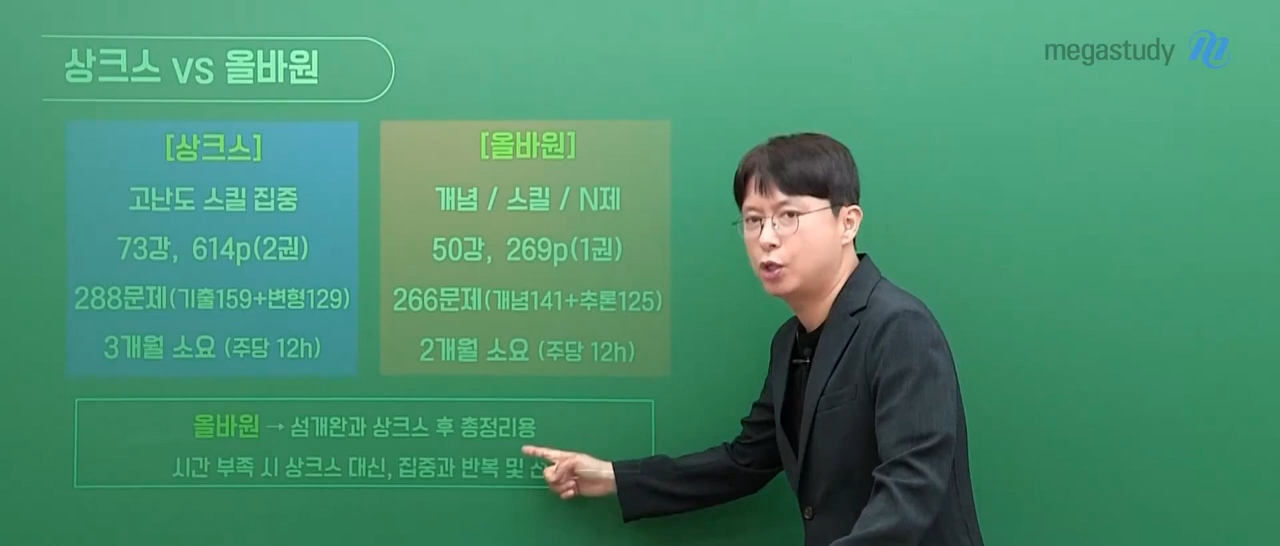 상크스 vs 올바원
megastudy
[상크스]
고난도 스킬 집중
73강, 614p(2권)
288문제(기출159+변형129)
3개월 소요 (주당 12h)
[올바원]
개념 / 스킬 / N제
50강, 269p(1권)
266문제(개념141+추론125)
2개월 소요 (주당 12h)
올바원 → 섬개완과 상크스 후 총정리용
시간 부족 시 상크스 대신, 집중과 반복 및